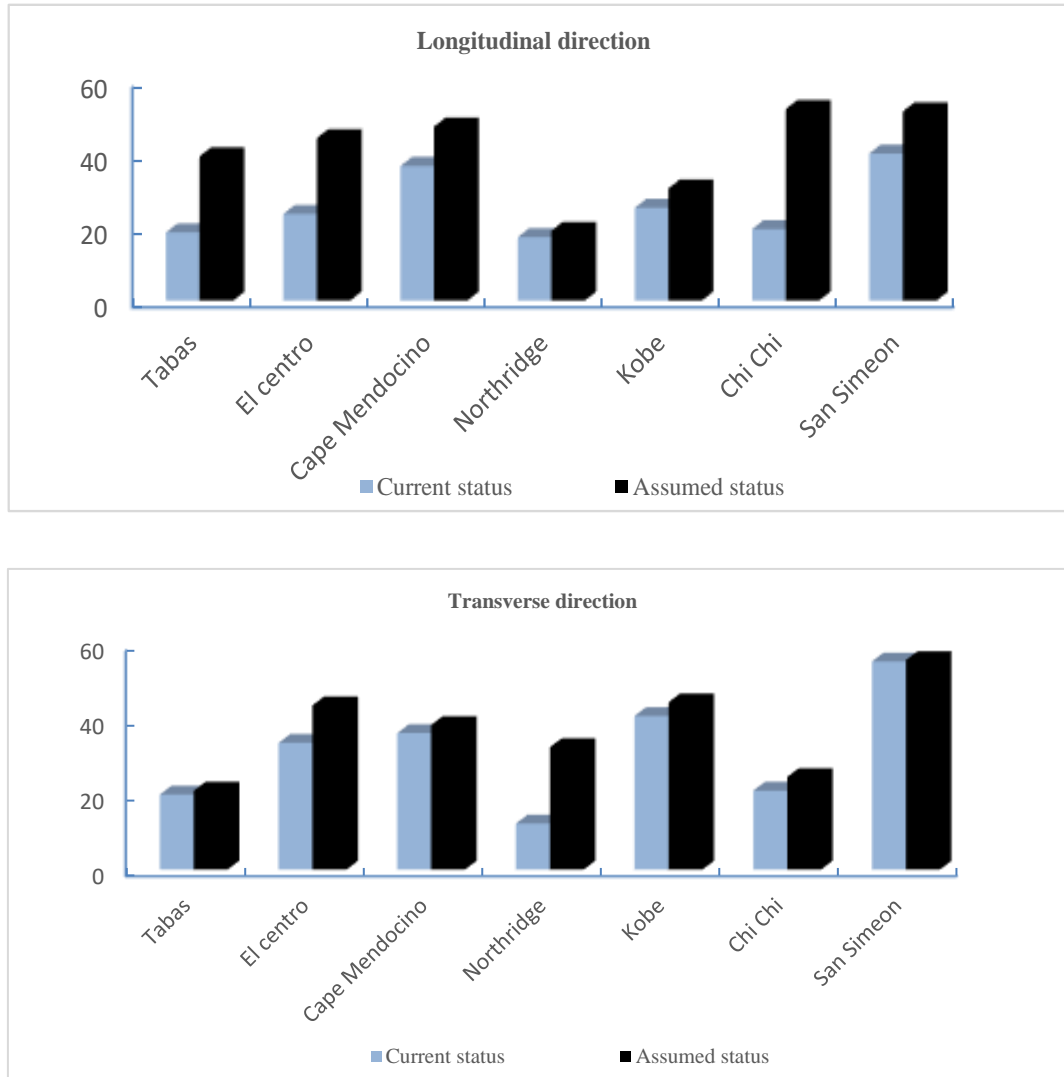 Longitudinal direction
60
40
20
0
Tabas
El centro
Cape Mendocino
Northridge
Kobe
Chi Chi
San Simeon
Current status
Assumed status
Transverse direction
60
40
20
0
Tabas
El centro
Cape Mendocino
Northridge
Kobe
Chi Chi
San Simeon
Current status
Assumed status